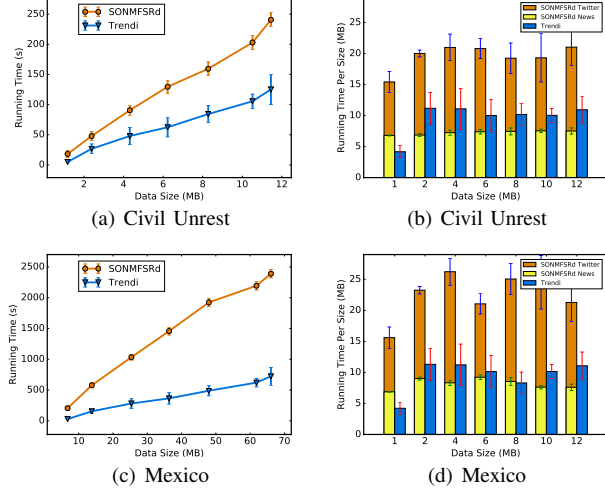 SONMFSRd
Trendi
Running Time (s)
250
200
150
100
50
0
2 4 6 8 10 12
Data Size (MB)
(a) Civil Unrest
SONMFSRd Twitter
SONMFSRd News
Trendi
Running Time Per Size (MB)
25
20
15
10
5
0
1 2 4 6 8 10 12
Data Size (MB)
(b) Civil Unrest
SONMFSRd
Trendi
Running Time (s)
2500
2000
1500
1000
500
0
10 20 30 40 50 60 70
Data Size (MB)
(c) Mexico
SONMFSRd Twitter
SONMFSRd News
Trendi
Running Time Per Size (MB)
25
20
15
10
5
0
1 2 4 6 8 10 12
Data Size (MB)
(d) Mexico